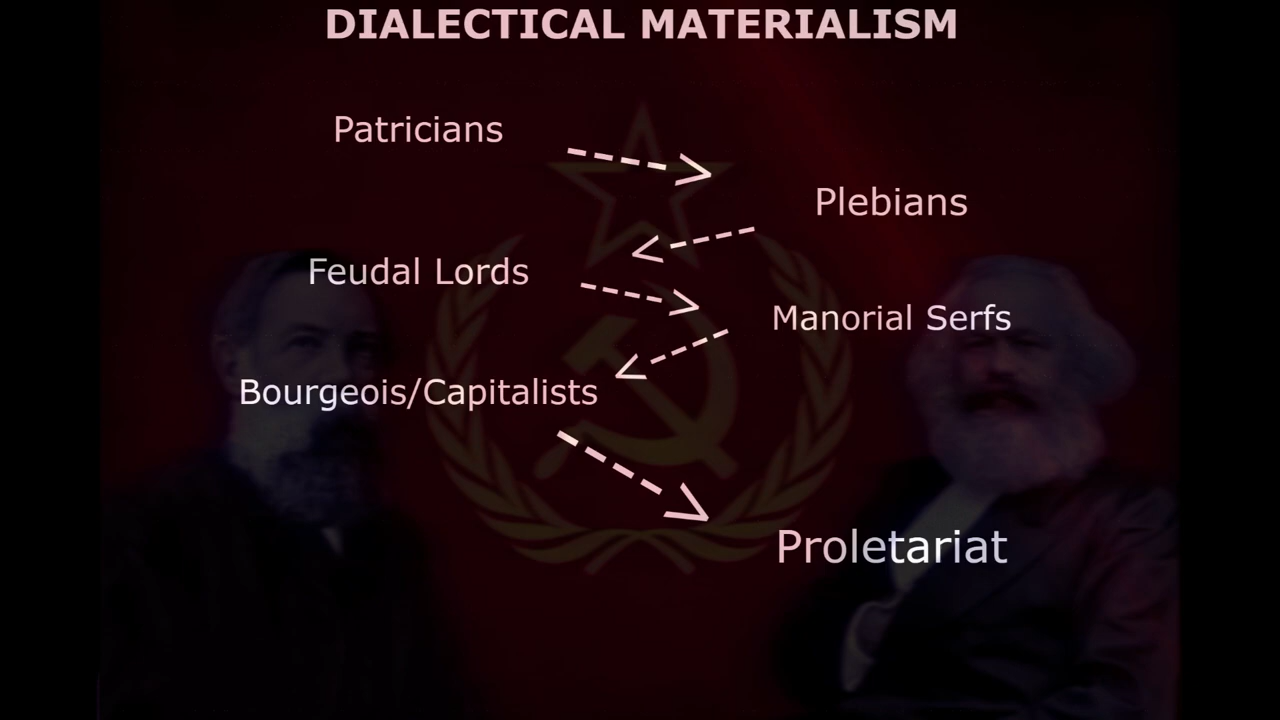 DIALECTICAL MATERIALISM
Patricians
Plebians
Feudal Lords
Manorial Serfs
Bourgeois/Capitalists
Proletariat